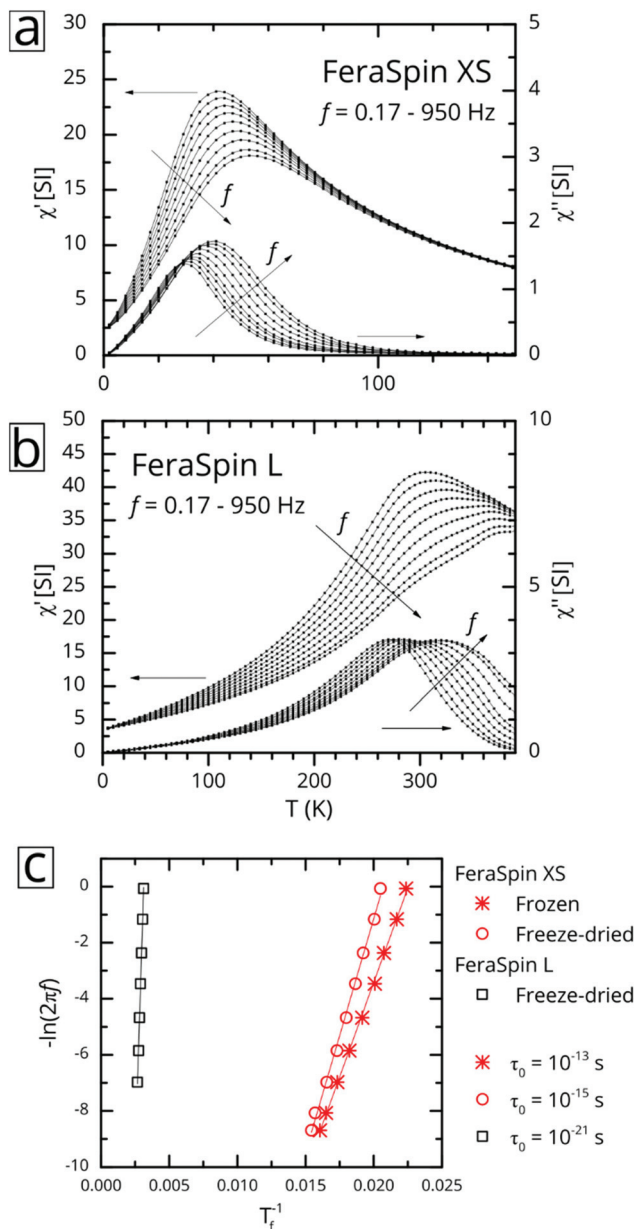 a
30
25
20
15
10
5
0
χ' [SI]
FeraSpin XS
f = 0.17 - 950 Hz
f
f
5
4
3
2
1
0
χ'' [SI]
0
100
b
50
45
40
35
30
25
20
15
10
5
0
χ' [SI]
FeraSpin L
f = 0.17 - 950 Hz
f
f
10
5
0
χ'' [SI]
0
100
200
300
T (K)
c
0
-2
-4
-6
-8
-10
-ln(2πf)
0.000
0.005
0.010
0.015
0.020
0.025
T_f^-1
FeraSpin XS
Frozen
Freeze-dried
FeraSpin L
Freeze-dried
τ₀ = 10⁻¹³ s
τ₀ = 10⁻¹⁵ s
τ₀ = 10⁻²¹ s